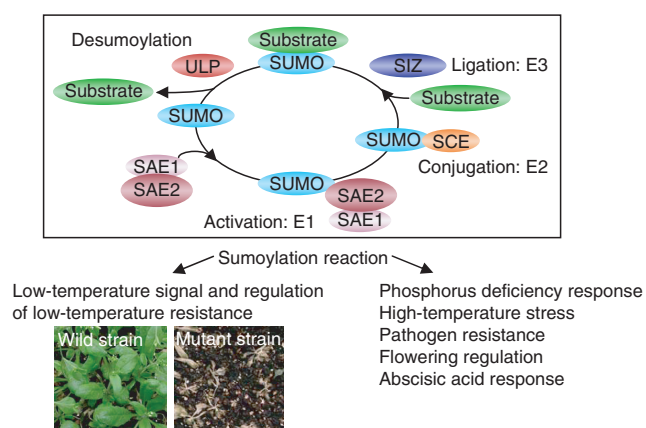 Desumoylation
Substrate
SUMO
ULP
SIZ
Ligation: E3
Substrate
Substrate
SUMO
SUMO
SCE
Conjugation: E2
SAE1
SAE2
SUMO
SAE2
SAE1
Activation: E1
Sumoylation reaction
Low-temperature signal and regulation
of low-temperature resistance
Wild strain
Mutant strain
Phosphorus deficiency response
High-temperature stress
Pathogen resistance
Flowering regulation
Abscisic acid response